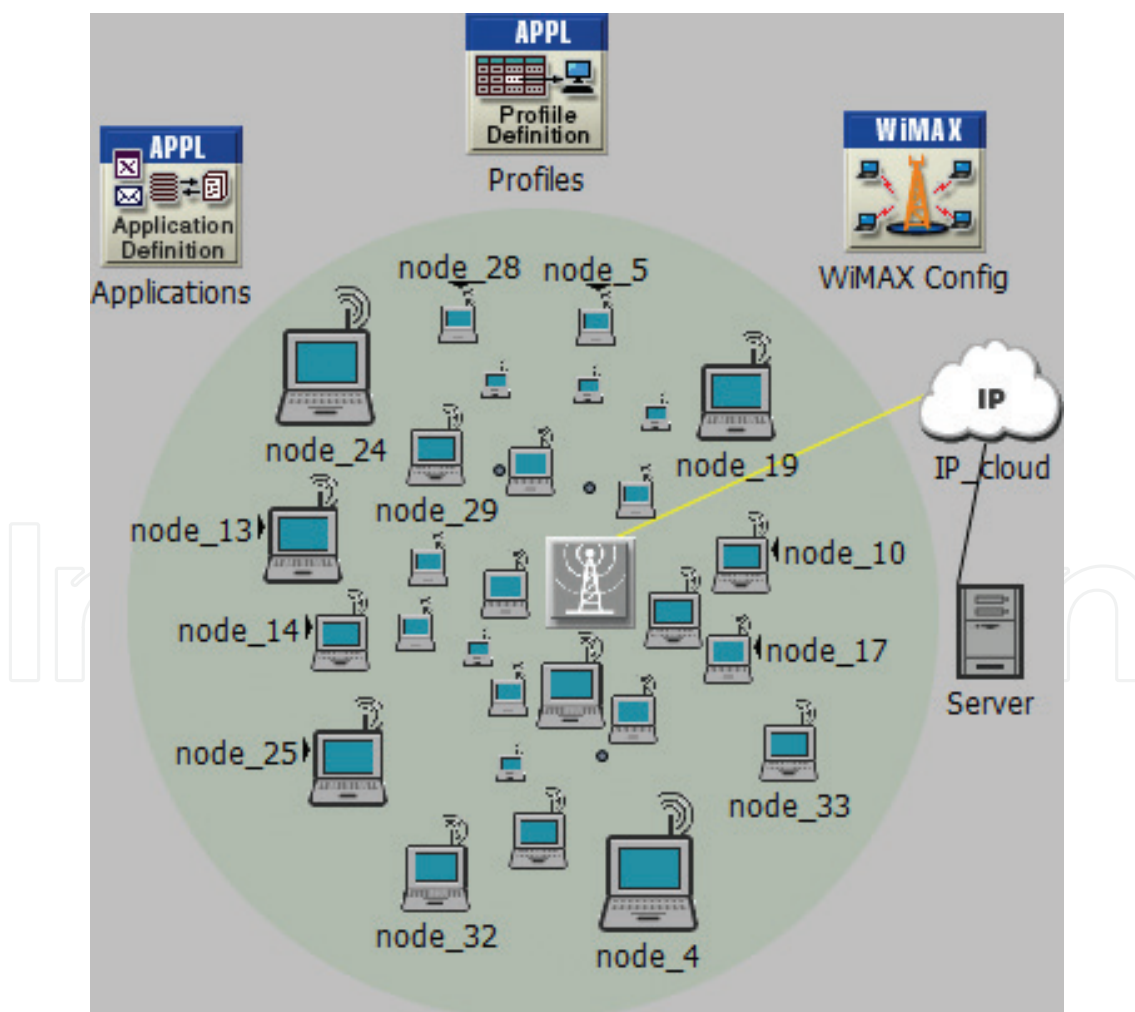 APPL
Profiile
Definition
Profiles
APPL
Application
Definition
Applications
WiMAX
WiMAX Config
node_28
node_5
node_24
node_29
node_19
IP
IP_cloud
node_13
node_10
node_14
node_17
Server
node_25
node_33
node_32
node_4